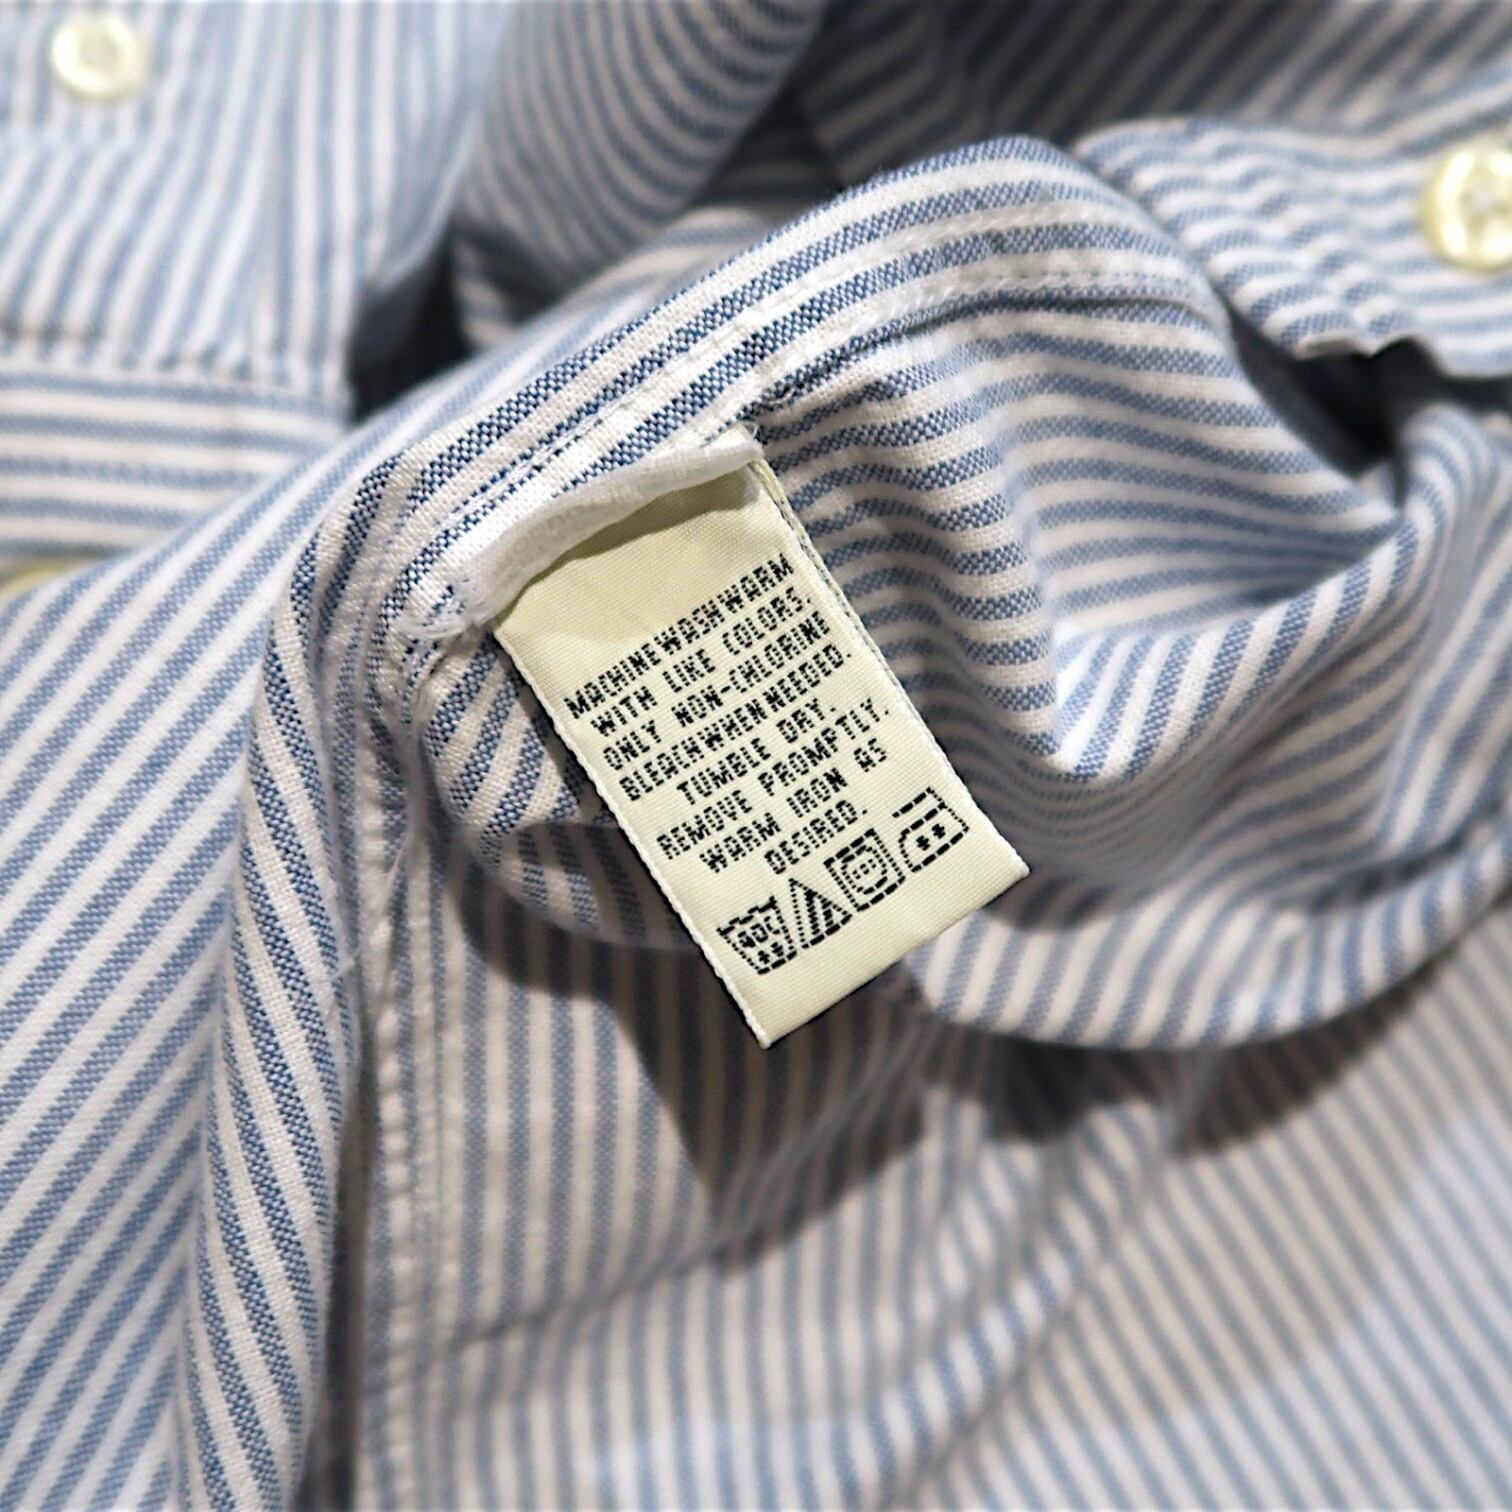 MACHINE WASH WARM
WITH LIKE COLORS.
ONLY NON-CHLORINE
BLEACH WHEN NEEDED.
TUMBLE DRY.
REMOVE PROMPTLY.
WARM IRON AS
DESIRED.
40C